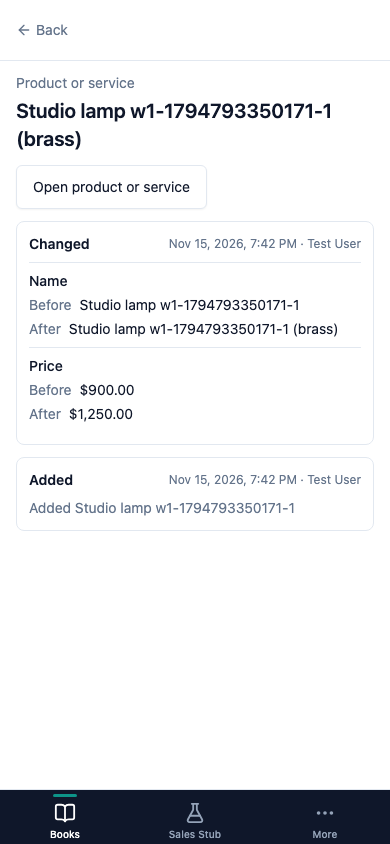 Back
Product or service
Studio lamp w1-1794793350171-1
(brass)
Open product or service
Changed Nov 15, 2026, 7:42 PM · Test User
Name
Before Studio lamp w1-1794793350171-1
After Studio lamp w1-1794793350171-1 (brass)
Price
Before $900.00
After $1,250.00
Added Nov 15, 2026, 7:42 PM · Test User
Added Studio lamp w1-1794793350171-1
Books Sales Stub More